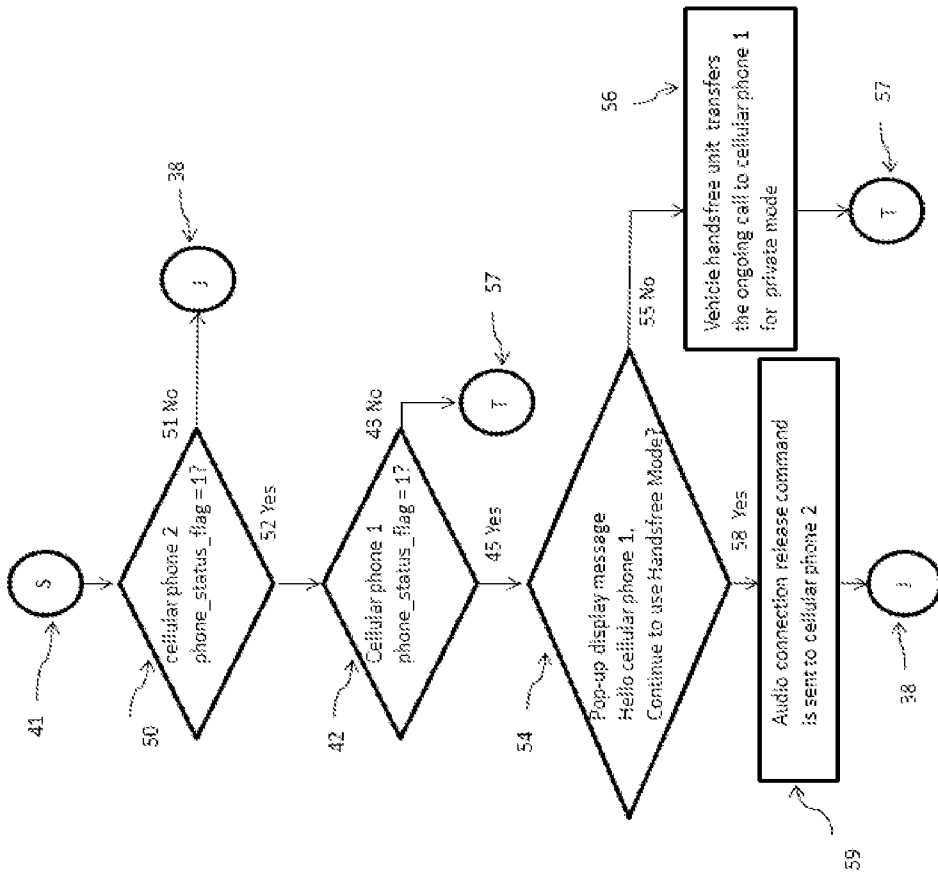 S
41
cellular phone 2
phone_status_flag = 1?
50
51 No
38
52 Yes
Cellular phone 1
phone_status_flag = 1?
42
57
45 Yes
Pop-up display message
Hello cellular phone 1,
Continue to use Handsfree Mode?
54
55 No
56
Vehicle handsfree unit transfers
the ongoing call to cellular phone 1
for private mode
57
58 Yes
Audio connection release command
is sent to cellular phone 2
59
38